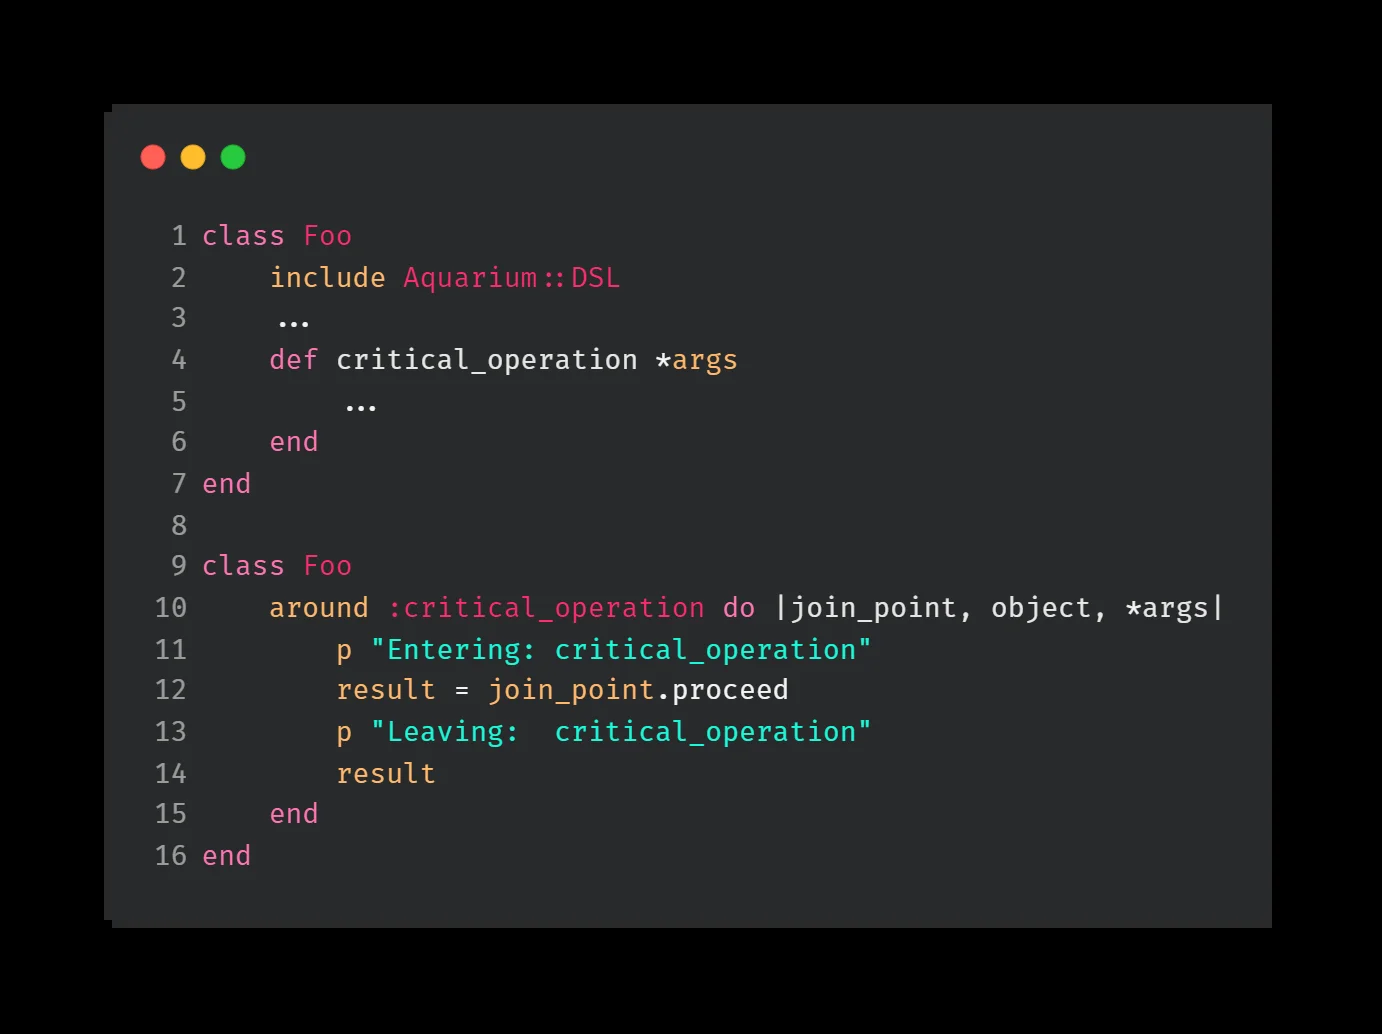 1 class Foo
2     include Aquarium::DSL
3     ...
4     def critical_operation *args
5         ...
6     end
7 end
8
9 class Foo
10     around :critical_operation do |join_point, object, *args|
11         p "Entering: critical_operation"
12         result = join_point.proceed
13         p "Leaving:  critical_operation"
14         result
15     end
16 end